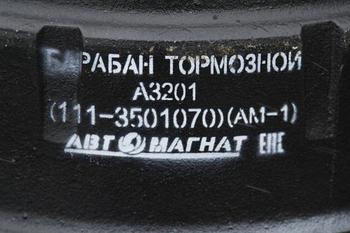 БАРАБАН ТОРМОЗНОЙ
А3201
(111-3501070)(АМ-1)
АВТОМАГНАТ ЕАС